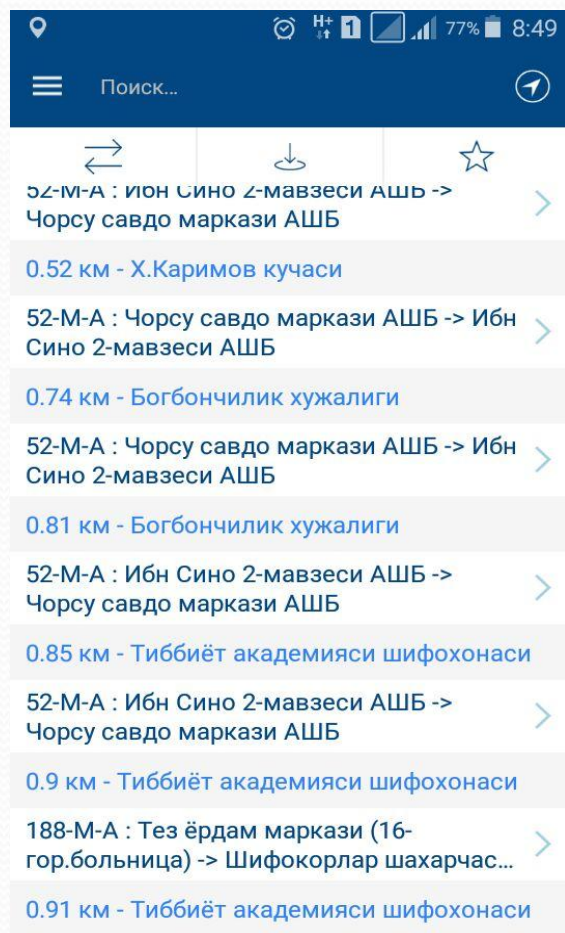 H+ 1 77% 8:49
Поиск...
52-М-А : Ибн Сино 2-мавзеси АШБ ->
Чорсу савдо маркази АШБ
0.52 км - Х.Каримов кучаси
52-М-А : Чорсу савдо маркази АШБ -> Ибн
Сино 2-мавзеси АШБ
0.74 км - Богбончилик хужалиги
52-М-А : Чорсу савдо маркази АШБ -> Ибн
Сино 2-мавзеси АШБ
0.81 км - Богбончилик хужалиги
52-М-А : Ибн Сино 2-мавзеси АШБ ->
Чорсу савдо маркази АШБ
0.85 км - Тиббиёт академияси шифохонаси
52-М-А : Ибн Сино 2-мавзеси АШБ ->
Чорсу савдо маркази АШБ
0.9 км - Тиббиёт академияси шифохонаси
188-М-А : Тез ёрдам маркази (16-
гор.больница) -> Шифокорлар шахарчас...
0.91 км - Тиббиёт академияси шифохонаси